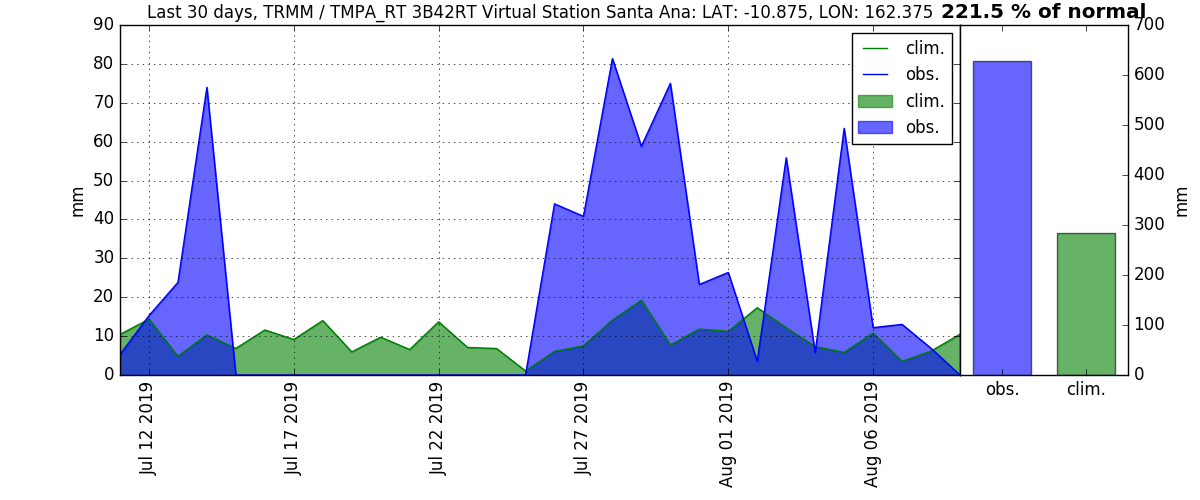 Last 30 days, TRMM / TMPA_RT 3B42RT Virtual Station Santa Ana: LAT: -10.875, LON: 162.375 221.5 % of normal
90
80
70
60
50
40
30
20
10
0
mm
clim.
obs.
clim.
obs.
Jul 12 2019
Jul 17 2019
Jul 22 2019
Jul 27 2019
Aug 01 2019
Aug 06 2019
700
600
500
400
300
200
100
0
mm
obs. clim.